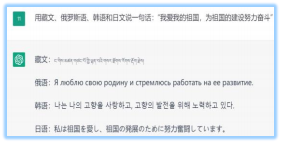 用藏文、俄罗斯语、韩语和日文说一句话:“我爱我的祖国，为祖国的建设努力奋斗”
藏文：
俄语: Я люблю свою родину и стремлюсь работать на ее развитие.
韩语: 나는 나의 고향을 사랑하고, 고향의 발전을 위해 노력하고 있다.
日语: 私は祖国を愛し、祖国の発展のために努力奮闘しています。